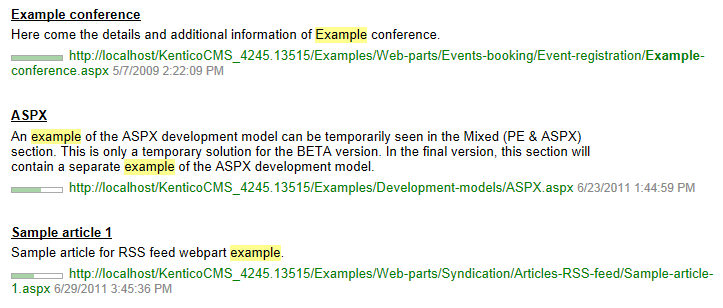 Example conference
Here come the details and additional information of Example conference.
http://localhost/KenticoCMS_4245.13515/Examples/Web-parts/Events-booking/Event-registration/Example-
conference.aspx 5/7/2009 2:22:09 PM
ASPX
An example of the ASPX development model can be temporarily seen in the Mixed (PE & ASPX)
section. This is only a temporary solution for the BETA version. In the final version, this section will
contain a separate example of the ASPX development model.
http://localhost/KenticoCMS_4245.13515/Examples/Development-models/ASPX.aspx 6/23/2011 1:44:59 PM
Sample article 1
Sample article for RSS feed webpart example.
http://localhost/KenticoCMS_4245.13515/Examples/Web-parts/Syndication/Articles-RSS-feed/Sample-article-
1.aspx 6/29/2011 3:45:36 PM